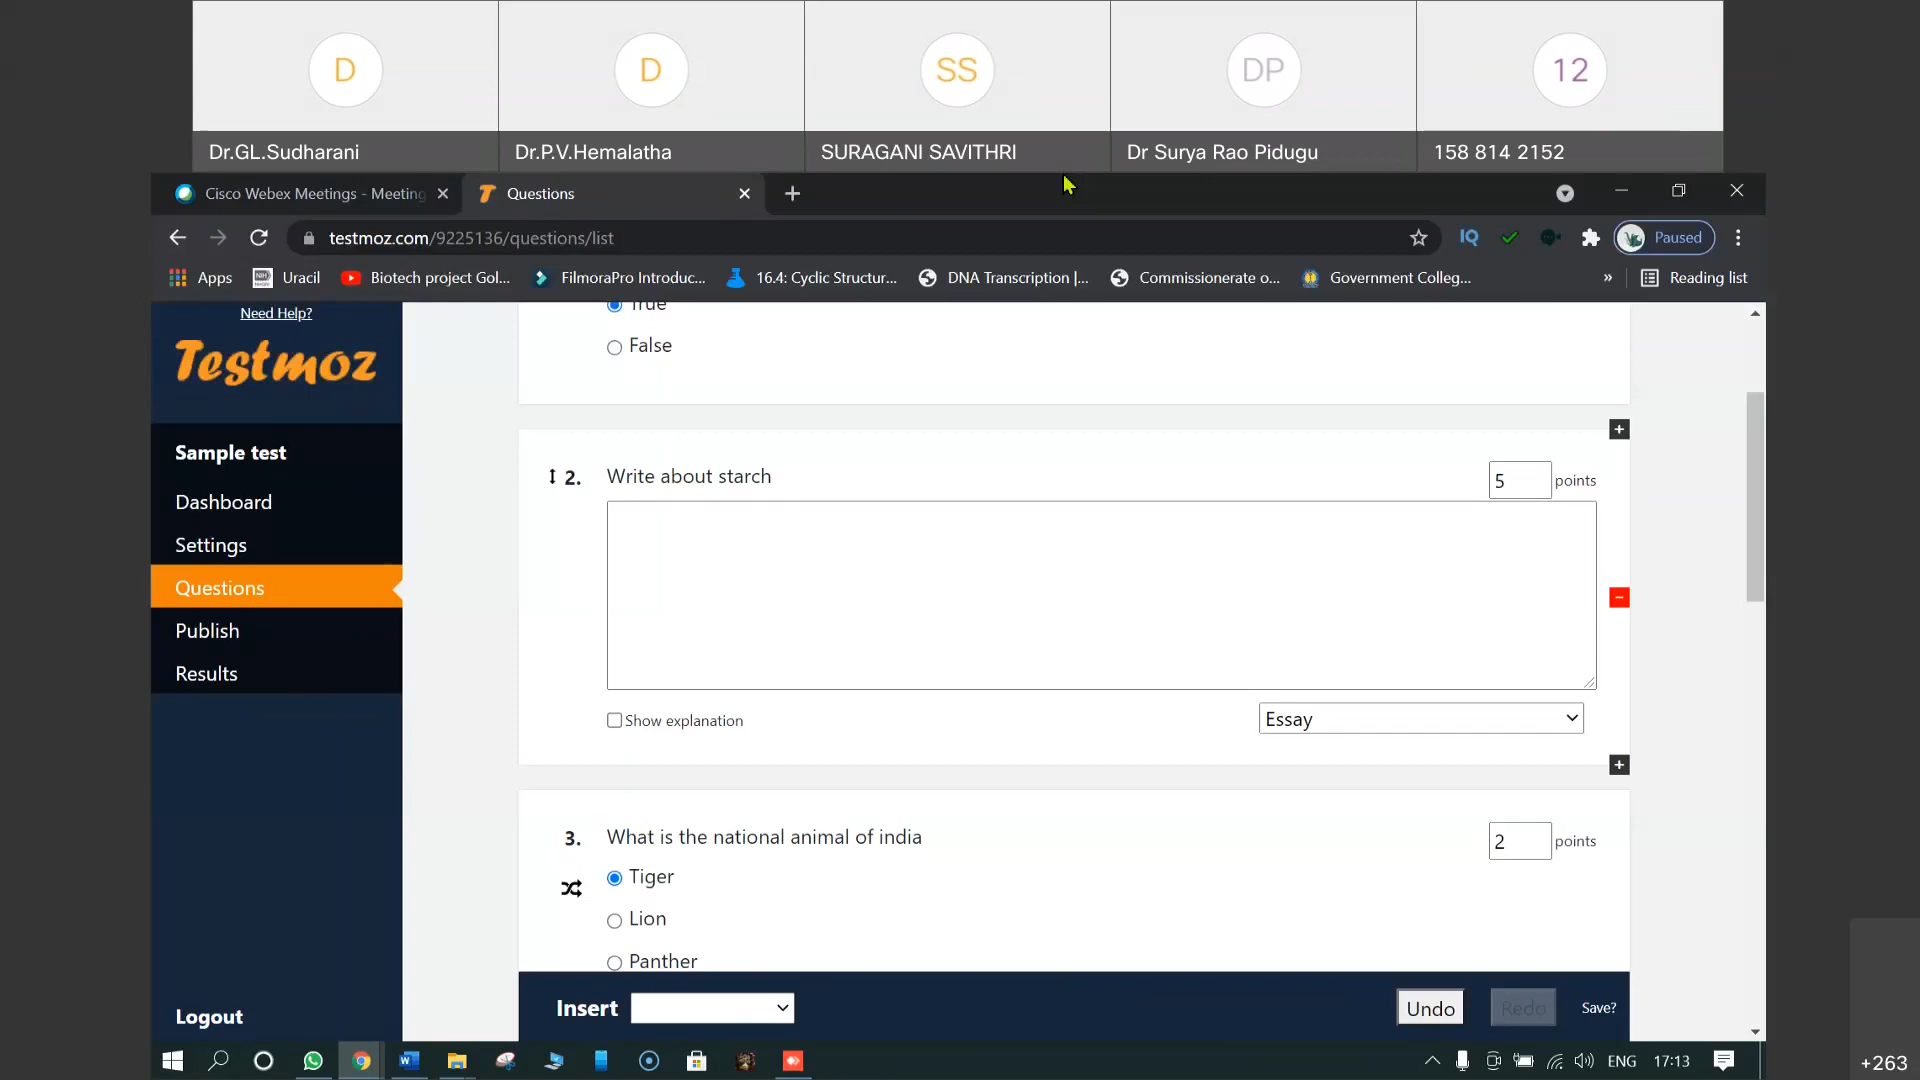 D
D
SS
DP
12
Dr.GL.Sudharani
Dr.P.V.Hemalatha
SURAGANI SAVITHRI
Dr Surya Rao Pidugu
158 814 2152
Cisco Webex Meetings - Meeting
Questions
testmoz.com/9225136/questions/list
IQ
Paused
Apps
Uracil
Biotech project Gol...
FilmoraPro Introduc...
16.4: Cyclic Structur...
DNA Transcription |...
Commissionerate o...
Government Colleg...
»
Reading list
Need Help?
Testmoz
Sample test
Dashboard
Settings
Questions
Publish
Results
Logout
True
False
2. Write about starch
5 points
Show explanation
Essay
3. What is the national animal of india
2 points
Tiger
Lion
Panther
Insert
Undo
Redo
Save?
ENG
17:13
+263